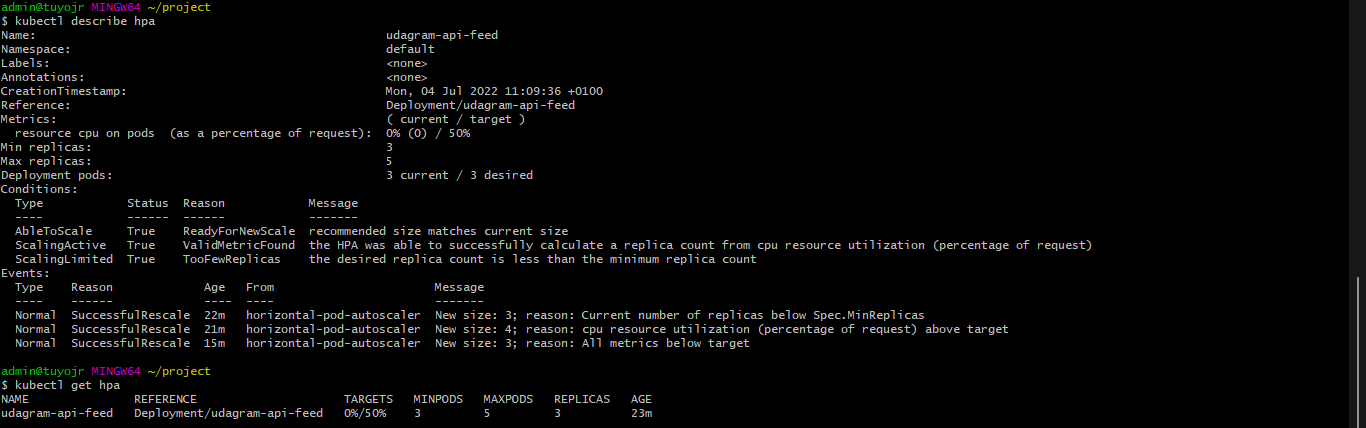 admin@tuyojr MINGW64 ~/project
$ kubectl describe hpa
Name:                                                  udagram-api-feed
Namespace:                                             default
Labels:                                                <none>
Annotations:                                           <none>
CreationTimestamp:                                     Mon, 04 Jul 2022 11:09:36 +0100
Reference:                                             Deployment/udagram-api-feed
Metrics:                                               ( current / target )
  resource cpu on pods  (as a percentage of request):  0% (0) / 50%
Min replicas:                                          3
Max replicas:                                          5
Deployment pods:                                       3 current / 3 desired
Conditions:
  Type            Status  Reason            Message
  ----            ------  ------            -------
  AbleToScale     True    ReadyForNewScale  recommended size matches current size
  ScalingActive   True    ValidMetricFound  the HPA was able to successfully calculate a replica count from cpu resource utilization (percentage of request)
  ScalingLimited  True    TooFewReplicas    the desired replica count is less than the minimum replica count
Events:
  Type    Reason             Age   From                       Message
  ----    ------             ----  ----                       -------
  Normal  SuccessfulRescale  22m   horizontal-pod-autoscaler  New size: 3; reason: Current number of replicas below Spec.MinReplicas
  Normal  SuccessfulRescale  21m   horizontal-pod-autoscaler  New size: 4; reason: cpu resource utilization (percentage of request) above target
  Normal  SuccessfulRescale  15m   horizontal-pod-autoscaler  New size: 3; reason: All metrics below target
admin@tuyojr MINGW64 ~/project
$ kubectl get hpa
NAME               REFERENCE                     TARGETS   MINPODS   MAXPODS   REPLICAS   AGE
udagram-api-feed   Deployment/udagram-api-feed   0%/50%    3         5         3          23m